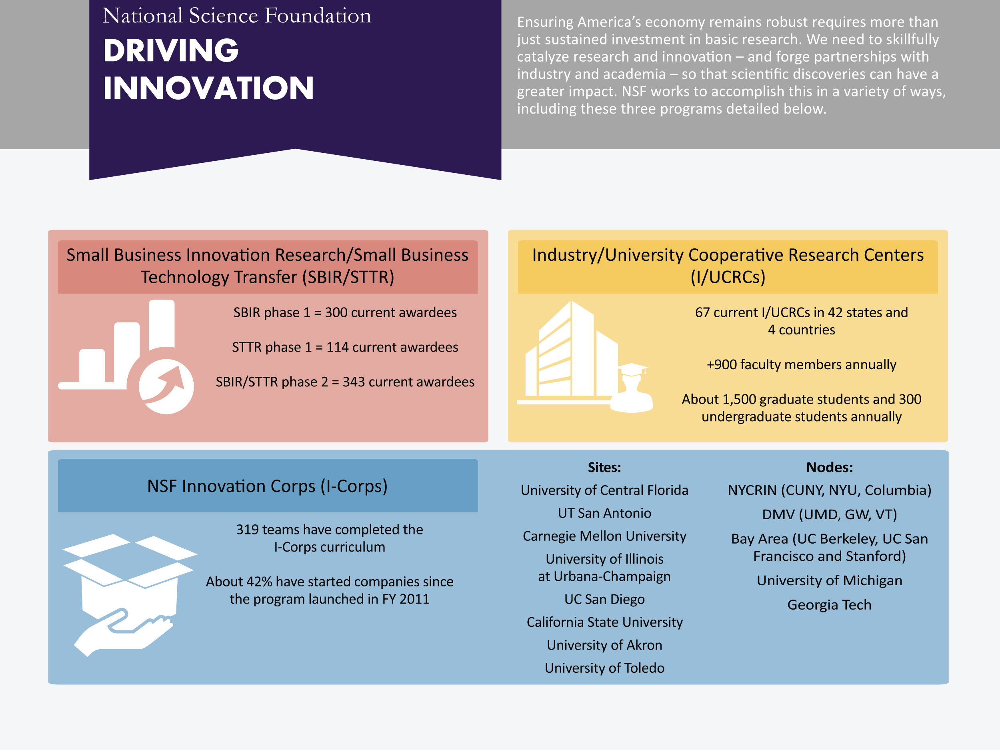 National Science Foundation
DRIVING
INNOVATION
Ensuring America’s economy remains robust requires more than
just sustained investment in basic research. We need to skillfully
catalyze research and innovation – and forge partnerships with
industry and academia – so that scientific discoveries can have a
greater impact. NSF works to accomplish this in a variety of ways,
including these three programs detailed below.
Small Business Innovation Research/Small Business
Technology Transfer (SBIR/STTR)
SBIR phase 1 = 300 current awardees
STTR phase 1 = 114 current awardees
SBIR/STTR phase 2 = 343 current awardees
Industry/University Cooperative Research Centers
(I/UCRCs)
67 current I/UCRCs in 42 states and
4 countries
+900 faculty members annually
About 1,500 graduate students and 300
undergraduate students annually
NSF Innovation Corps (I-Corps)
319 teams have completed the
I-Corps curriculum
About 42% have started companies since
the program launched in FY 2011
Sites:
University of Central Florida
UT San Antonio
Carnegie Mellon University
University of Illinois
at Urbana-Champaign
UC San Diego
California State University
University of Akron
University of Toledo
Nodes:
NYCRIN (CUNY, NYU, Columbia)
DMV (UMD, GW, VT)
Bay Area (UC Berkeley, UC San
Francisco and Stanford)
University of Michigan
Georgia Tech